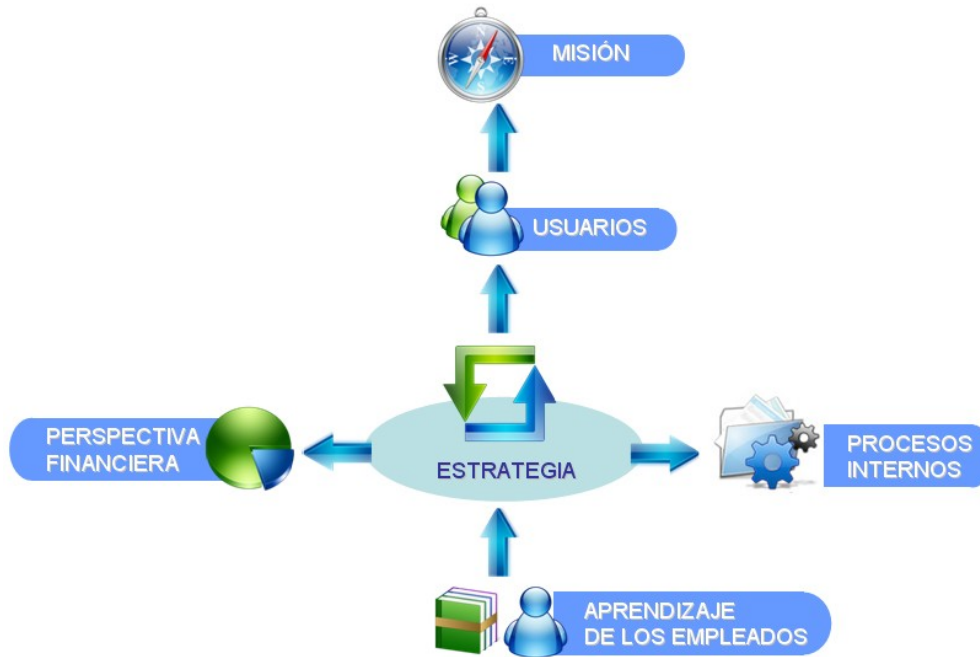 MISIÓN
USUARIOS
PERSPECTIVA
FINANCIERA
ESTRATEGIA
PROCESOS
INTERNOS
APRENDIZAJE
DE LOS EMPLEADOS
N
E
S
W